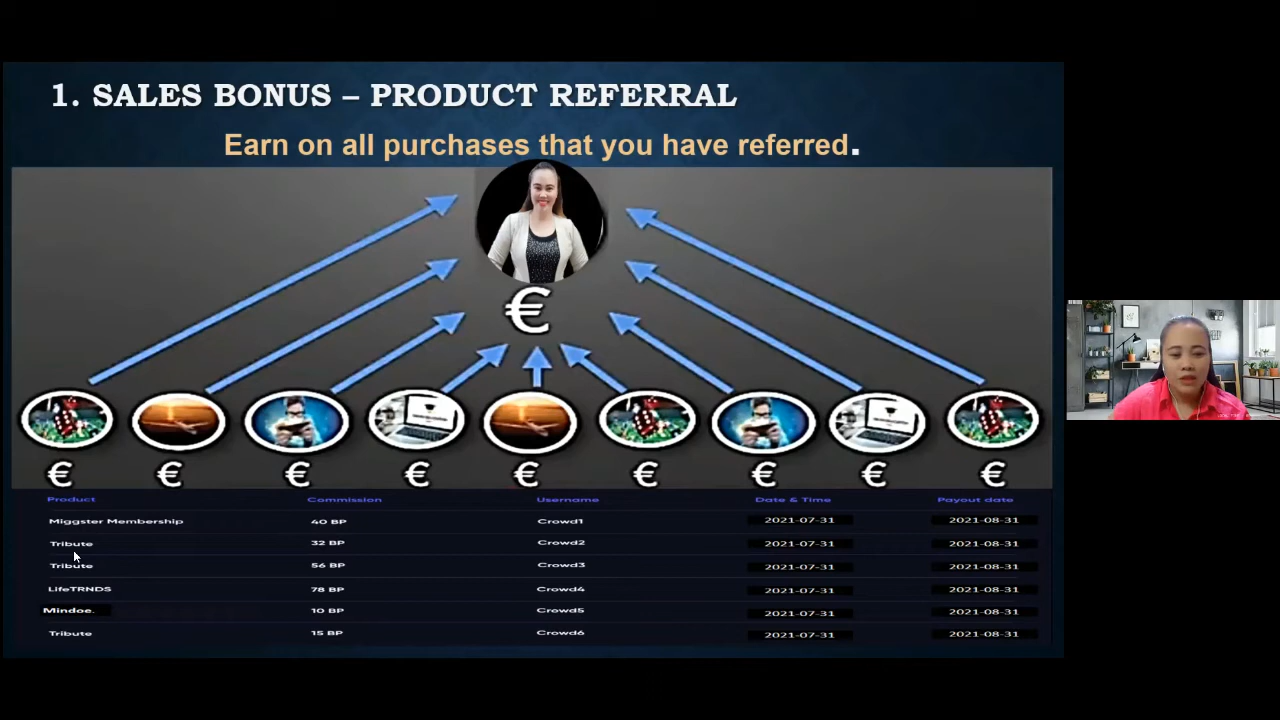 1. SALES BONUS – PRODUCT REFERRAL
Earn on all purchases that you have referred.
€
€ € € € € € € € €
Product Commission Username Date & Time Payout date
Miggster Membership 40 BP Crowd1 2021-07-31 2021-08-31
Tribute 32 BP Crowd2 2021-07-31 2021-08-31
Tribute 56 BP Crowd3 2021-07-31 2021-08-31
LifeTRNDS 78 BP Crowd4 2021-07-31 2021-08-31
Mindoe. 10 BP Crowd5 2021-07-31 2021-08-31
Tribute 15 BP Crowd6 2021-07-31 2021-08-31